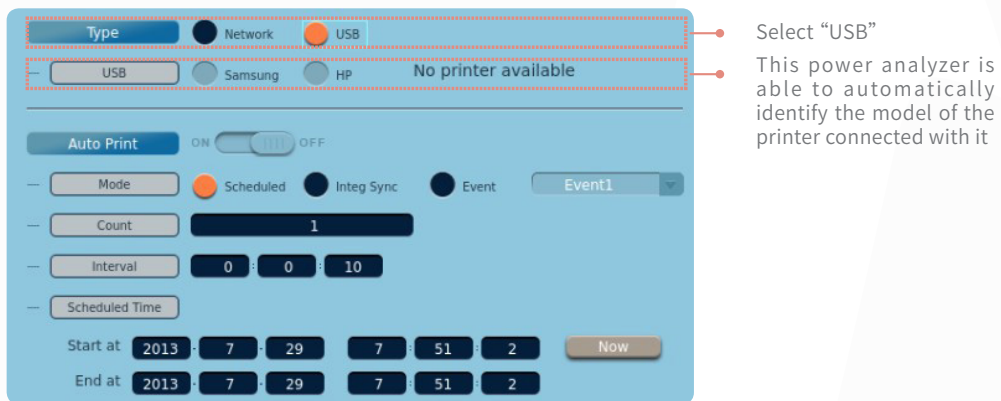 Type Network USB
USB Samsung HP No printer available
Auto Print ON OFF
Mode Scheduled Integ Sync Event Event1
Count 1
Interval 0 : 0 : 10
Scheduled Time
Start at 2013 - 7 - 29 7 : 51 : 2 Now
End at 2013 - 7 - 29 7 : 51 : 2
Select “USB”
This power analyzer is
able to automatically
identify the model of the
printer connected with it